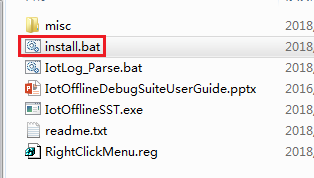 misc 2018
install.bat 2018
IotLog_Parse.bat 2018
IotOfflineDebugSuiteUserGuide.pptx 2016
IotOfflineSST.exe 2018
readme.txt 2018
RightClickMenu.reg 2018